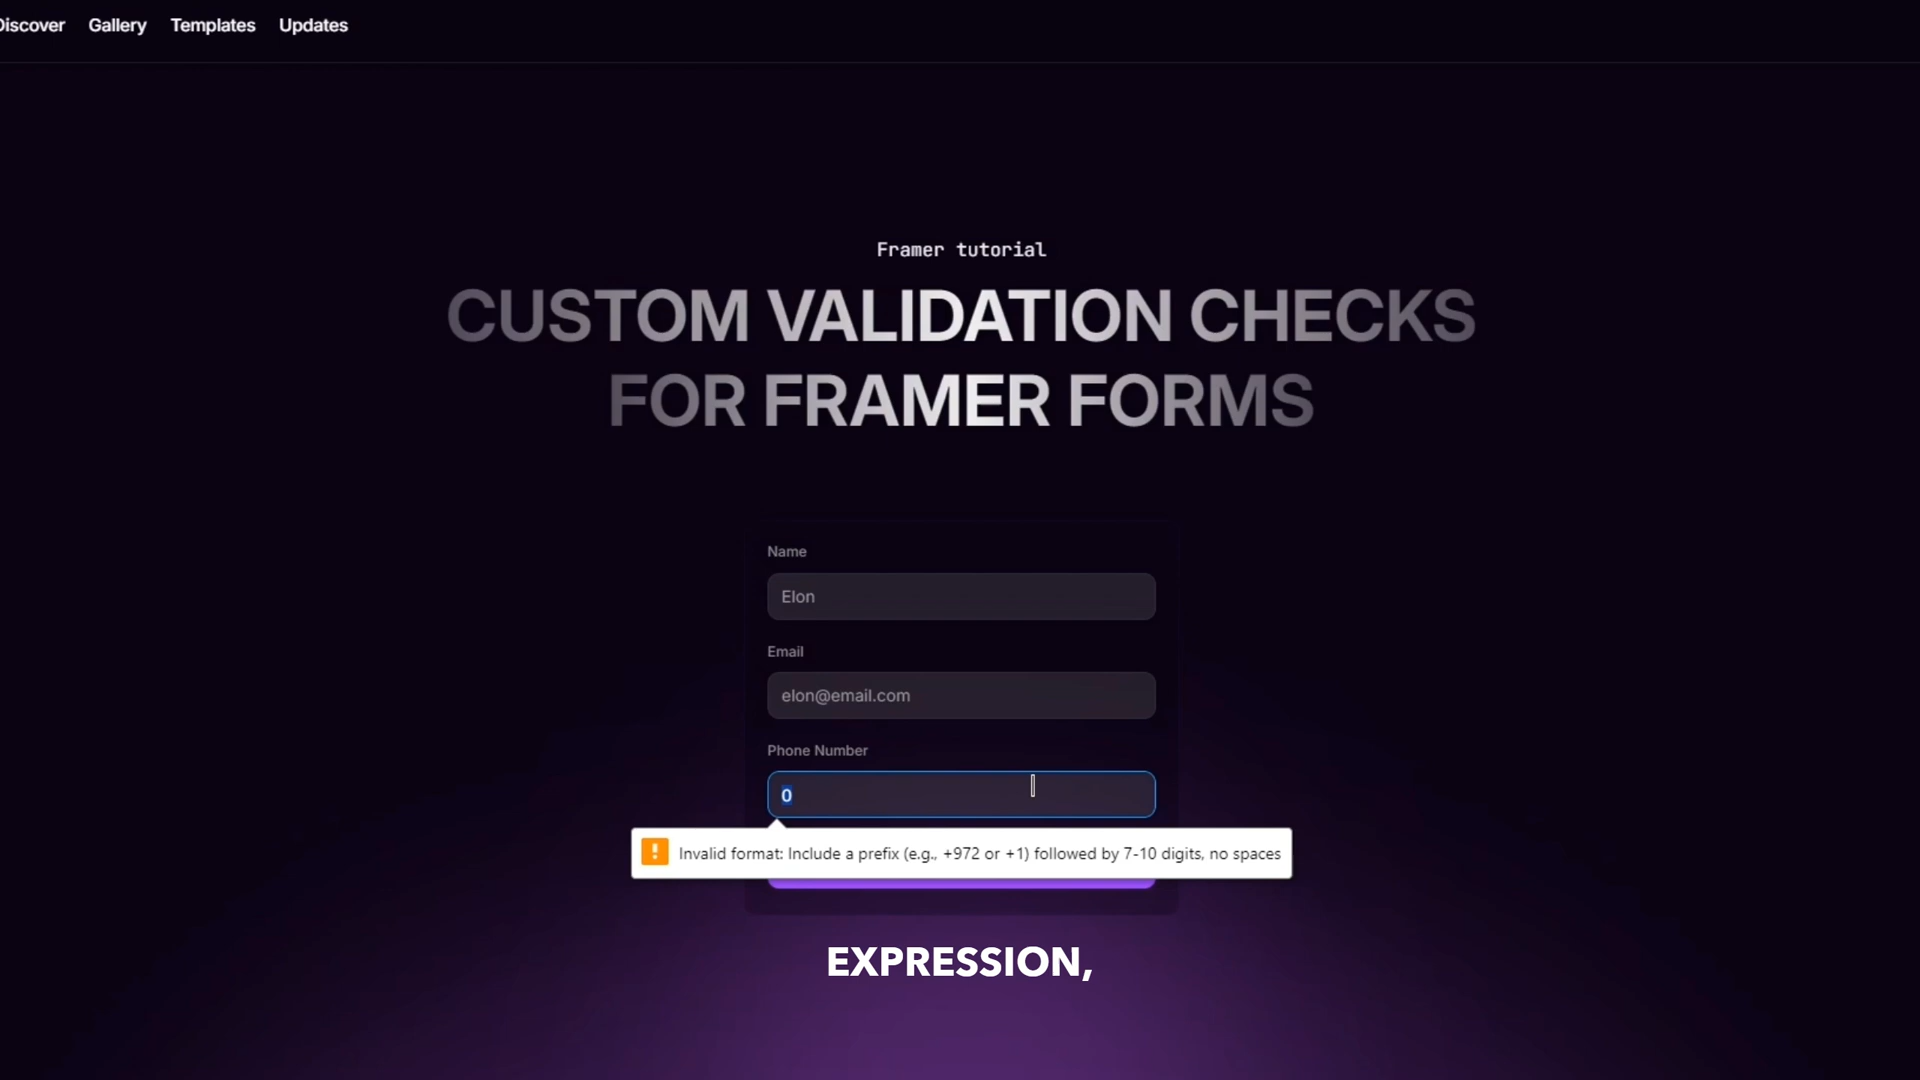 Discover Gallery Templates Updates
Framer tutorial
CUSTOM VALIDATION CHECKS
FOR FRAMER FORMS
Name
Elon
Email
elon@email.com
Phone Number
0
Invalid format: Include a prefix (e.g., +972 or +1) followed by 7-10 digits, no spaces
EXPRESSION,